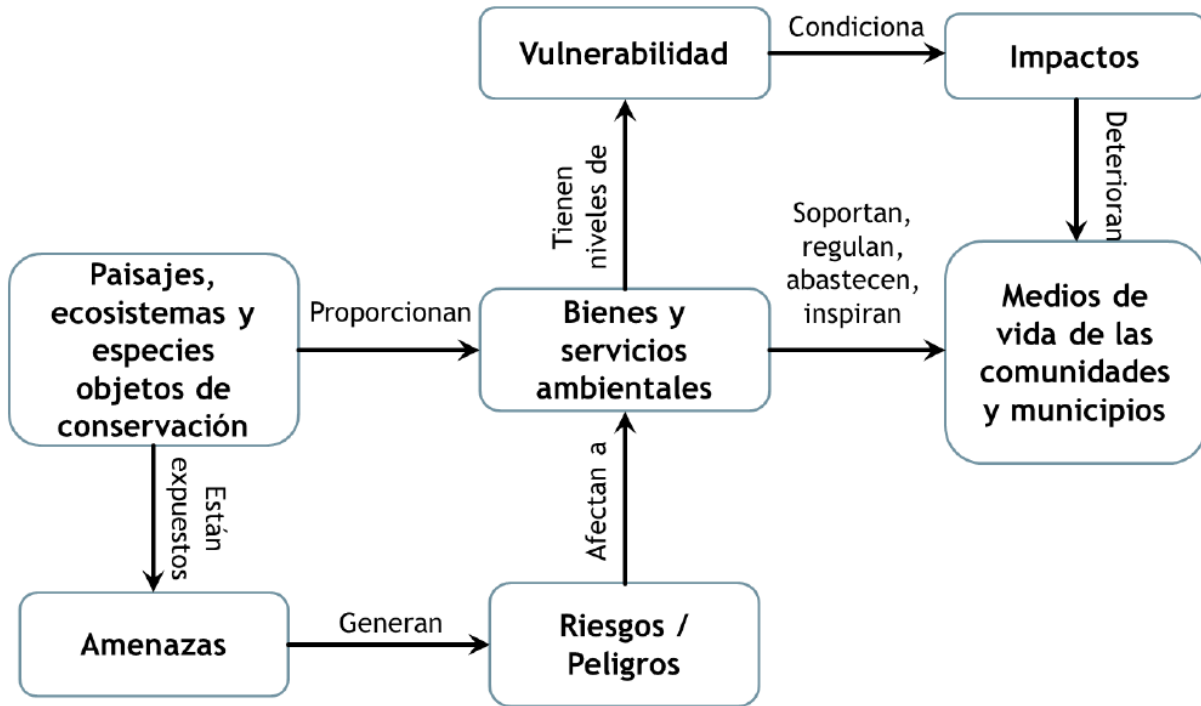 Vulnerabilidad
Condiciona
Impactos
Tienen
niveles de
Deterioran
Soportan,
regulan,
abastecen,
inspiran
Paisajes,
ecosistemas y
especies
objetos de
conservación
Proporcionan
Bienes y
servicios
ambientales
Medios de
vida de las
comunidades
y municipios
Están
expuestos
Afectan a
Amenazas
Generan
Riesgos /
Peligros